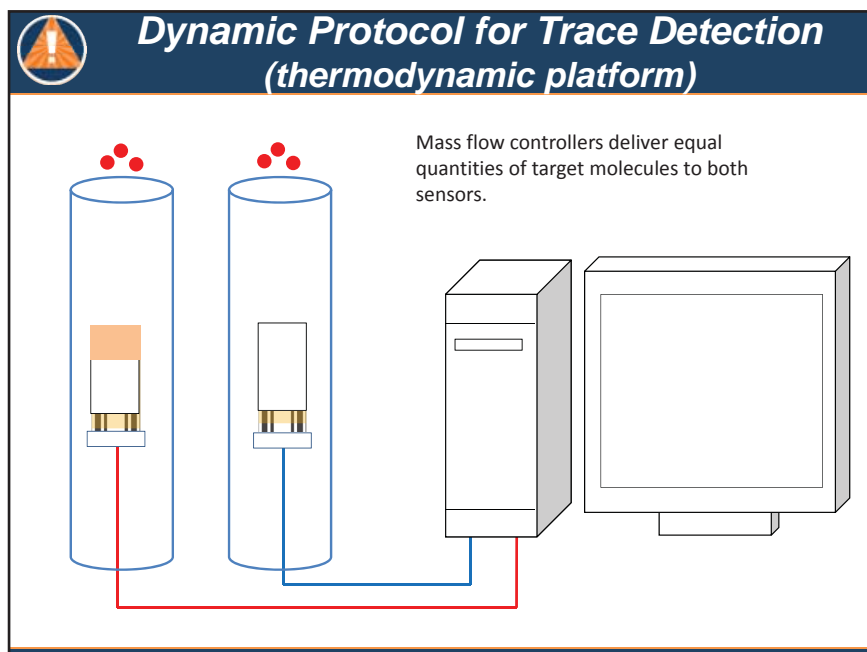 Dynamic Protocol for Trace Detection
(thermodynamic platform)
Mass flow controllers deliver equal
quantities of target molecules to both
sensors.